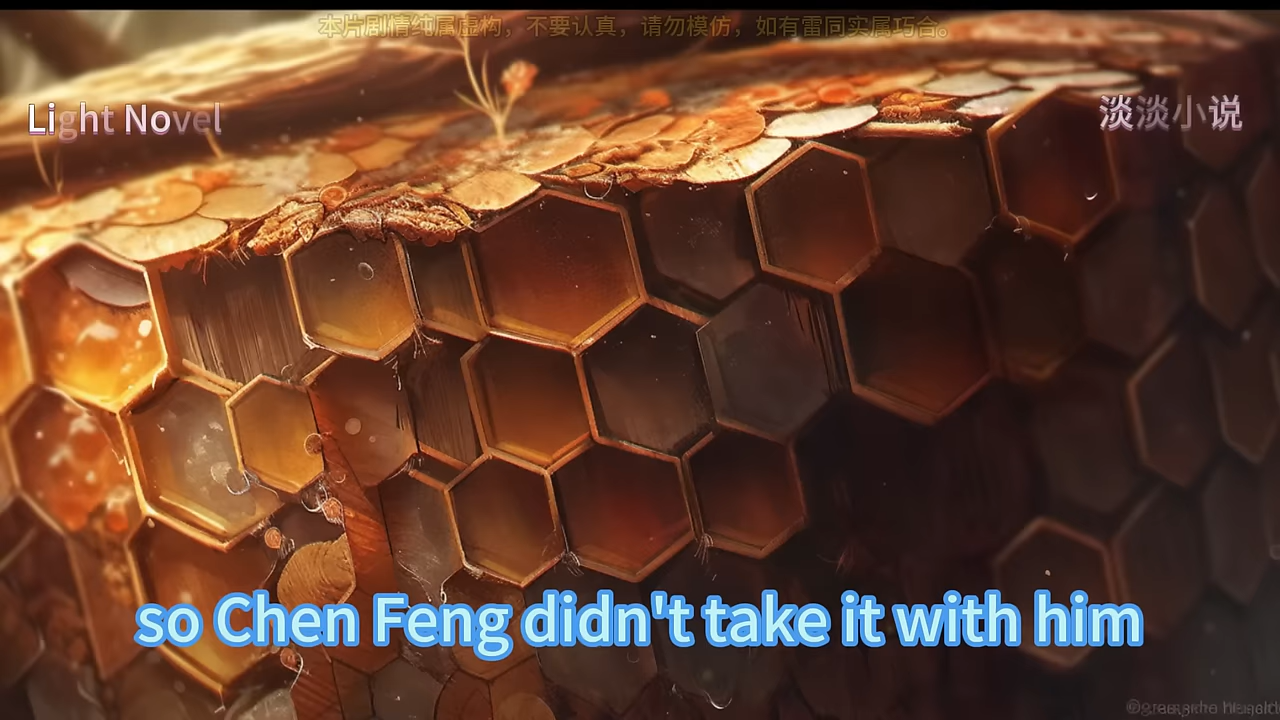 本片剧情纯属虚构，不要认真，请勿模仿，如有雷同实属巧合。
Light Novel
淡淡小说
so Chen Feng didn't take it with him